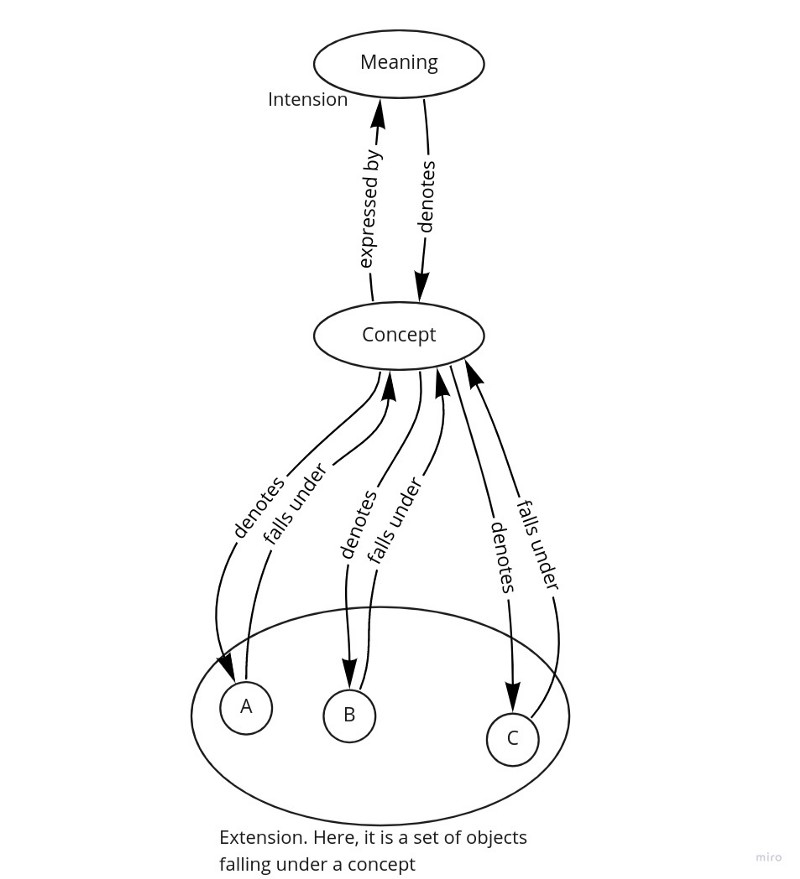 Meaning
Intension
expressed by
denotes
Concept
denotes
falls under
denotes
falls under
denotes
falls under
A
B
C
Extension. Here, it is a set of objects
falling under a concept
miro